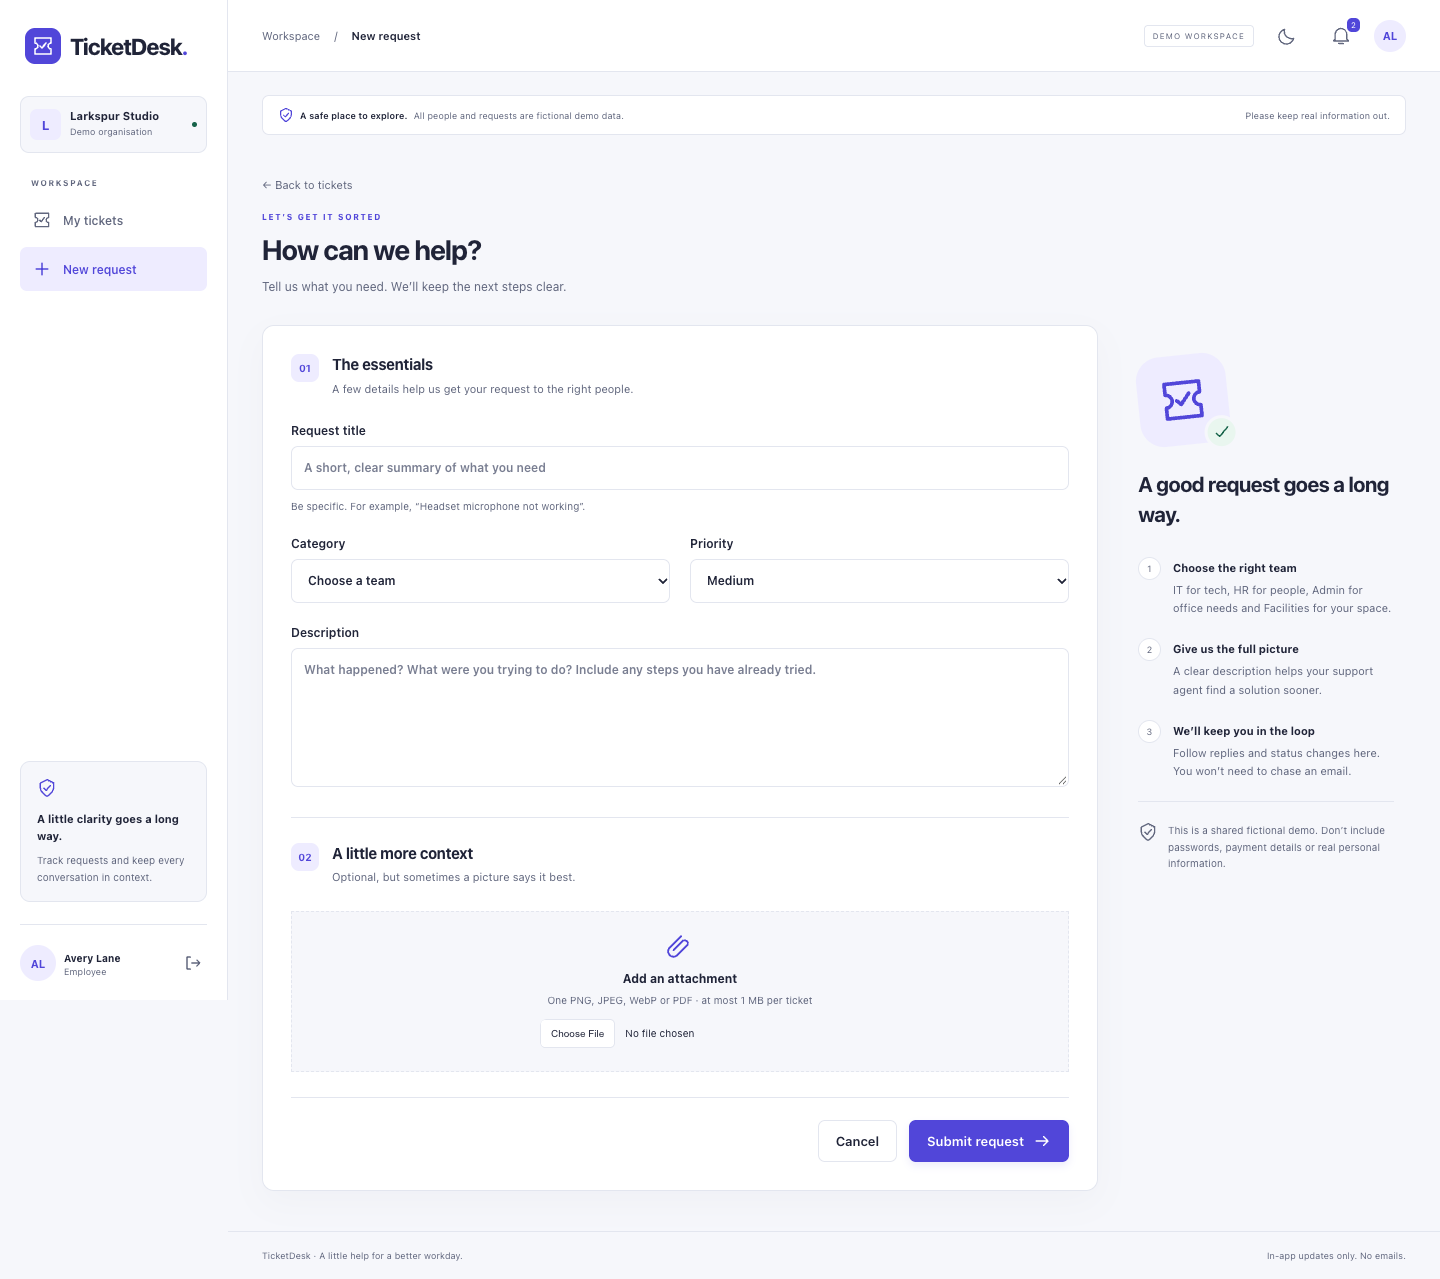 TicketDesk.
L
Larkspur Studio
Demo organisation
WORKSPACE
My tickets
New request
A little clarity goes a long
way.
Track requests and keep every
conversation in context.
AL
Avery Lane
Employee
Workspace / New request
DEMO WORKSPACE
2
AL
A safe place to explore. All people and requests are fictional demo data.
Please keep real information out.
← Back to tickets
LET'S GET IT SORTED
How can we help?
Tell us what you need. We'll keep the next steps clear.
01
The essentials
A few details help us get your request to the right people.
Request title
A short, clear summary of what you need
Be specific. For example, “Headset microphone not working”.
Category
Choose a team
Priority
Medium
Description
What happened? What were you trying to do? Include any steps you have already tried.
02
A little more context
Optional, but sometimes a picture says it best.
Add an attachment
One PNG, JPEG, WebP or PDF · at most 1 MB per ticket
Choose File No file chosen
Cancel
Submit request →
A good request goes a long
way.
1
Choose the right team
IT for tech, HR for people, Admin for
office needs and Facilities for your space.
2
Give us the full picture
A clear description helps your support
agent find a solution sooner.
3
We'll keep you in the loop
Follow replies and status changes here.
You won't need to chase an email.
This is a shared fictional demo. Don't include
passwords, payment details or real personal
information.
TicketDesk · A little help for a better workday.
In-app updates only. No emails.